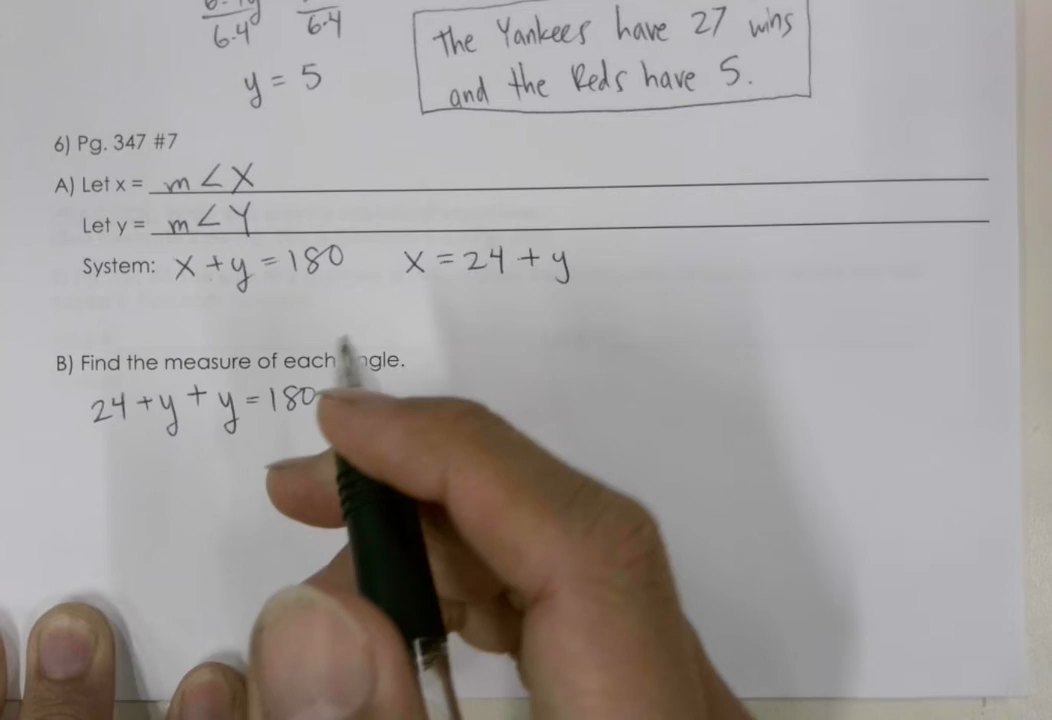 6.4 6.4
The Yankees have 27 wins
and the Reds have 5.
y = 5
6) Pg. 347 #7
A) Let x = m∠X
Let y = m∠Y
System: x + y = 180 x = 24 + y
B) Find the measure of each
24 + y + y = 180